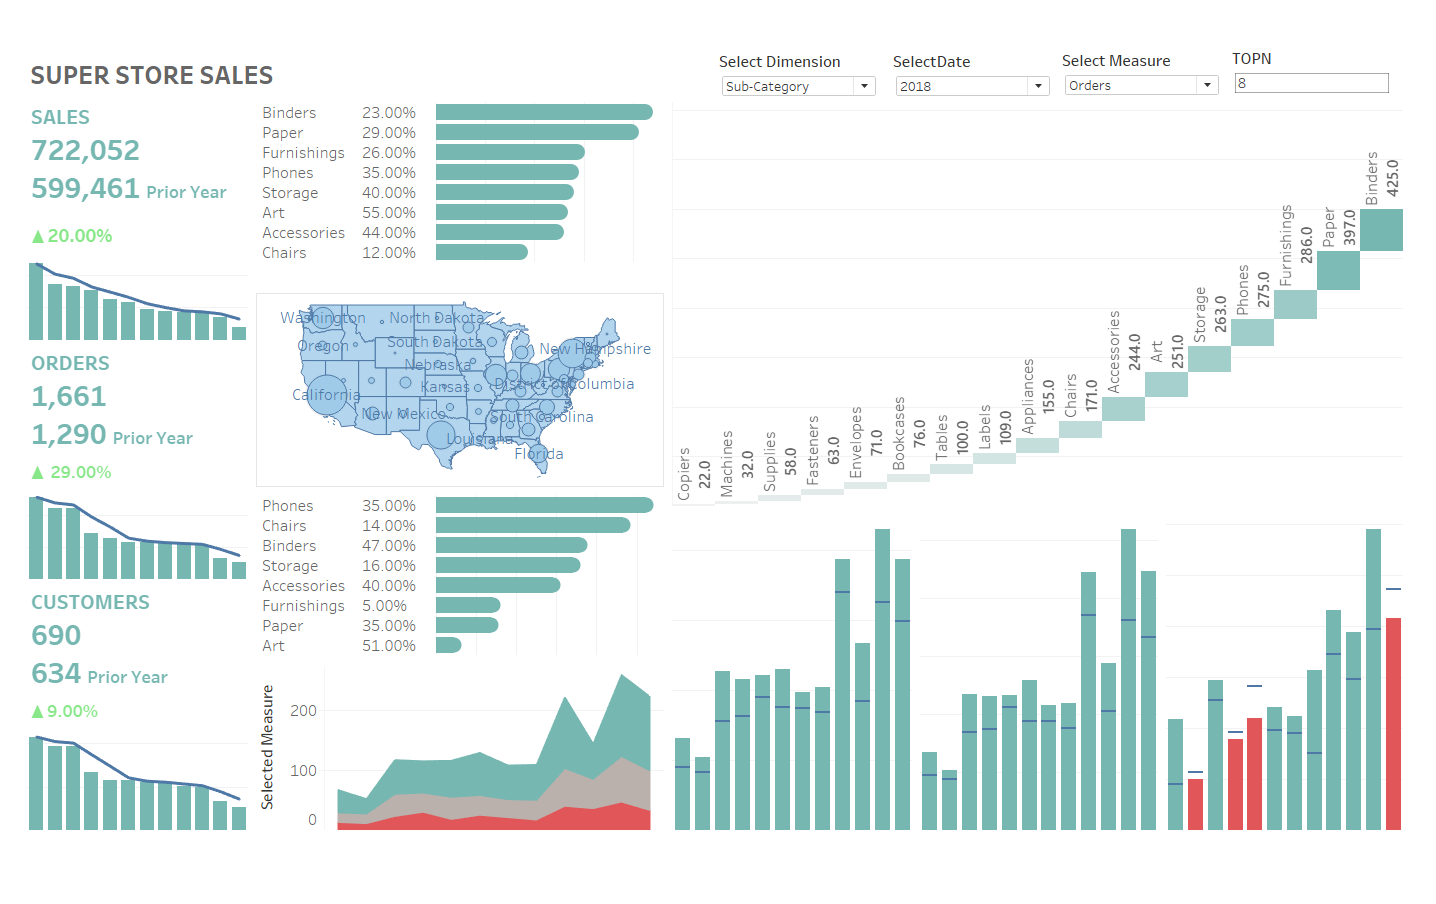 SUPER STORE SALES
Select Dimension
Sub-Category
SelectDate
2018
Select Measure
Orders
TOPN
8
SALES
722,052
599,461 Prior Year
▲20.00%
ORDERS
1,661
1,290 Prior Year
▲ 29.00%
CUSTOMERS
690
634 Prior Year
▲9.00%
Binders 23.00%
Paper 29.00%
Furnishings 26.00%
Phones 35.00%
Storage 40.00%
Art 55.00%
Accessories 44.00%
Chairs 12.00%
Washington
North Dakota
Oregon
South Dakota
New Hampshire
Nebraska
Kansas
District of Columbia
California
New Mexico
South Carolina
Louisiana
Florida
Phones 35.00%
Chairs 14.00%
Binders 47.00%
Storage 16.00%
Accessories 40.00%
Furnishings 5.00%
Paper 35.00%
Art 51.00%
Selected Measure
200
100
0
Copiers
22.0
Machines
32.0
Supplies
58.0
Fasteners
63.0
Envelopes
71.0
Bookcases
76.0
Tables
100.0
Labels
109.0
Appliances
155.0
Chairs
171.0
Accessories
244.0
Art
251.0
Storage
263.0
Phones
275.0
Furnishings
286.0
Paper
397.0
Binders
425.0